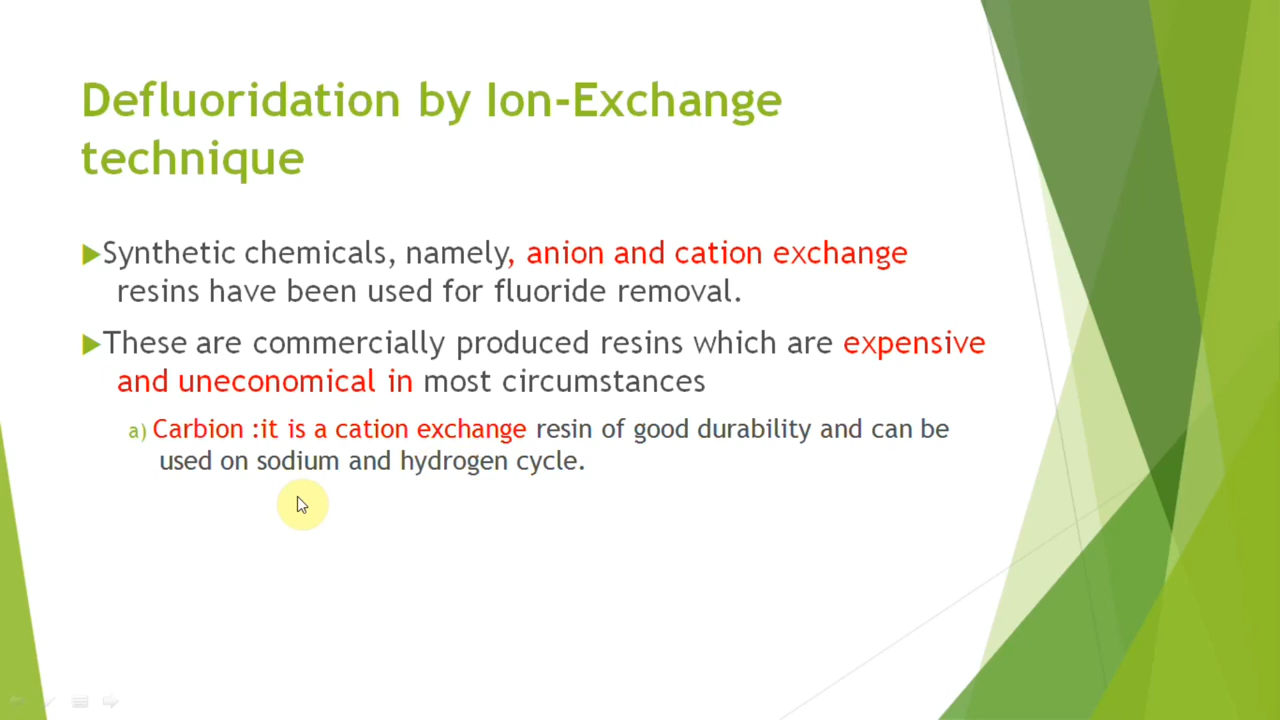 Defluoridation by Ion-Exchange
technique
Synthetic chemicals, namely, anion and cation exchange
resins have been used for fluoride removal.
These are commercially produced resins which are expensive
and uneconomical in most circumstances
a) Carbion :it is a cation exchange resin of good durability and can be
used on sodium and hydrogen cycle.